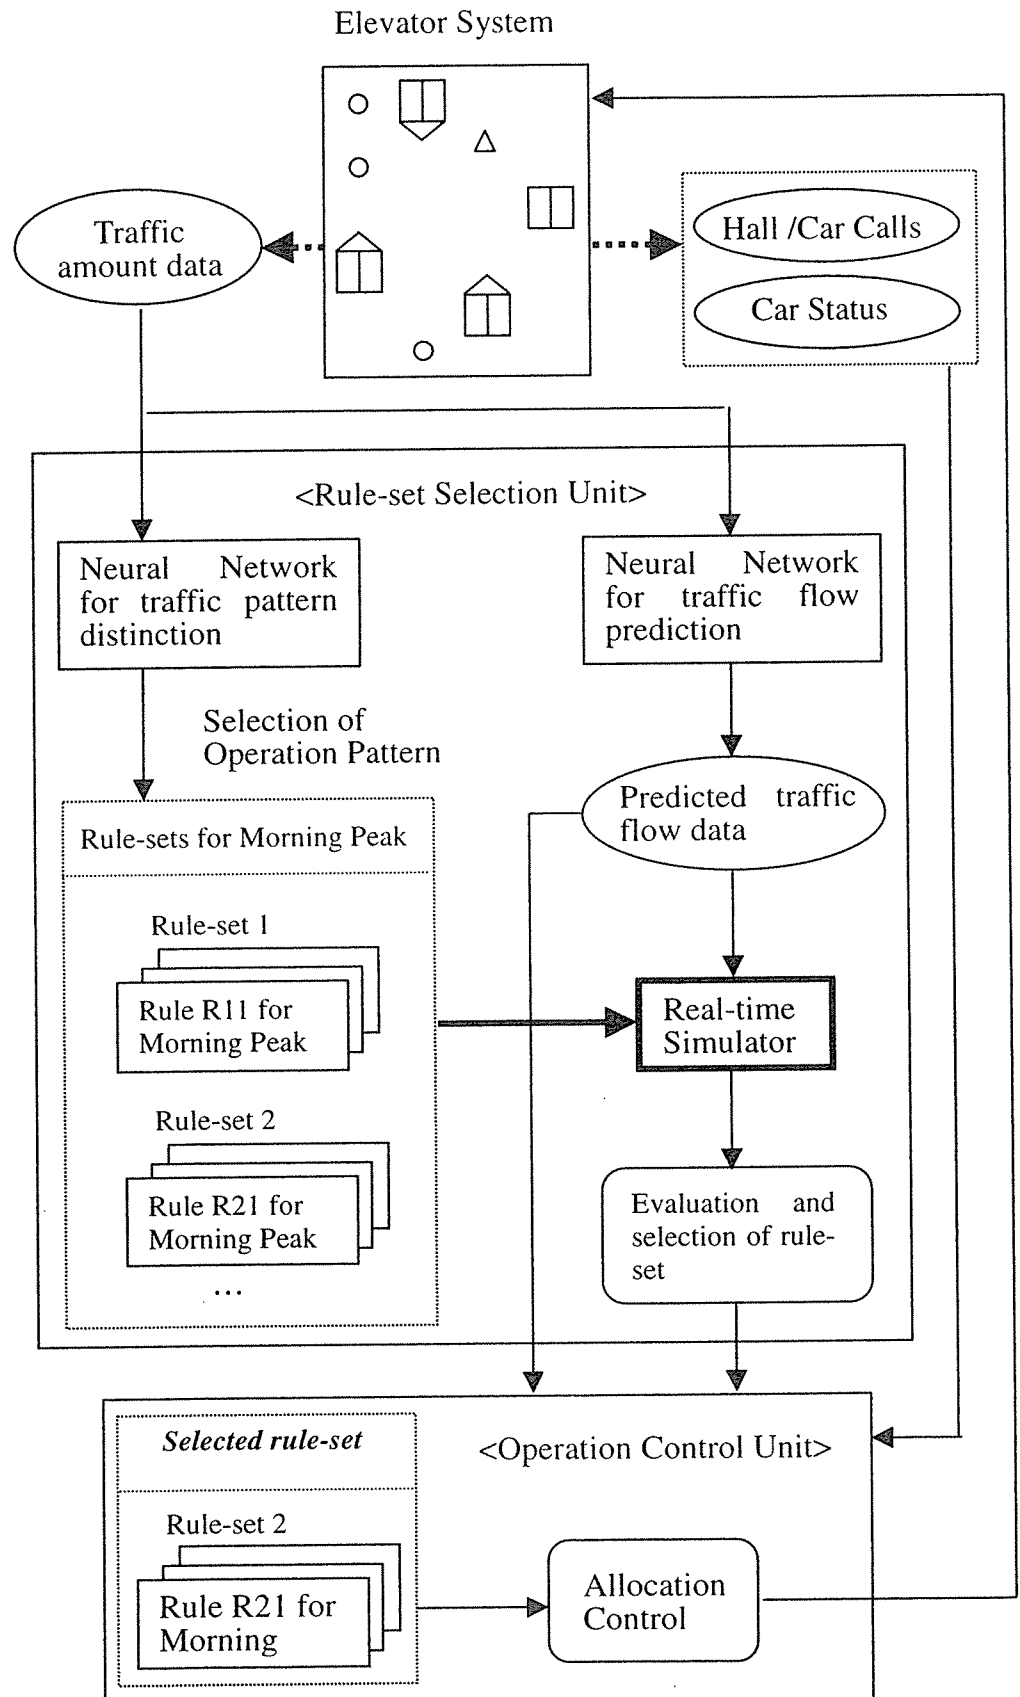 Elevator System
Traffic
amount data
Hall /Car Calls
Car Status
<Rule-set Selection Unit>
Neural Network
for traffic pattern
distinction
Neural Network
for traffic flow
prediction
Selection of
Operation Pattern
Predicted traffic
flow data
Rule-sets for Morning Peak
Rule-set 1
Rule R11 for
Morning Peak
Real-time
Simulator
Rule-set 2
Rule R21 for
Morning Peak
...
Evaluation and
selection of rule-
set
Selected rule-set
<Operation Control Unit>
Rule-set 2
Rule R21 for
Morning
Allocation
Control